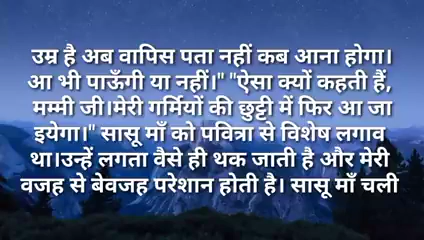 उम्र है अब वापिस पता नहीं कब आना होगा।
आ भी पाऊँगी या नहीं।" "ऐसा क्यों कहती हैं,
मम्मी जी।मेरी गर्मियों की छुट्टी में फिर आ जा
इयेगा।" सासू माँ को पवित्रा से विशेष लगाव
था।उन्हें लगता वैसे ही थक जाती है और मेरी
वजह से बेवजह परेशान होती है। सासू माँ चली